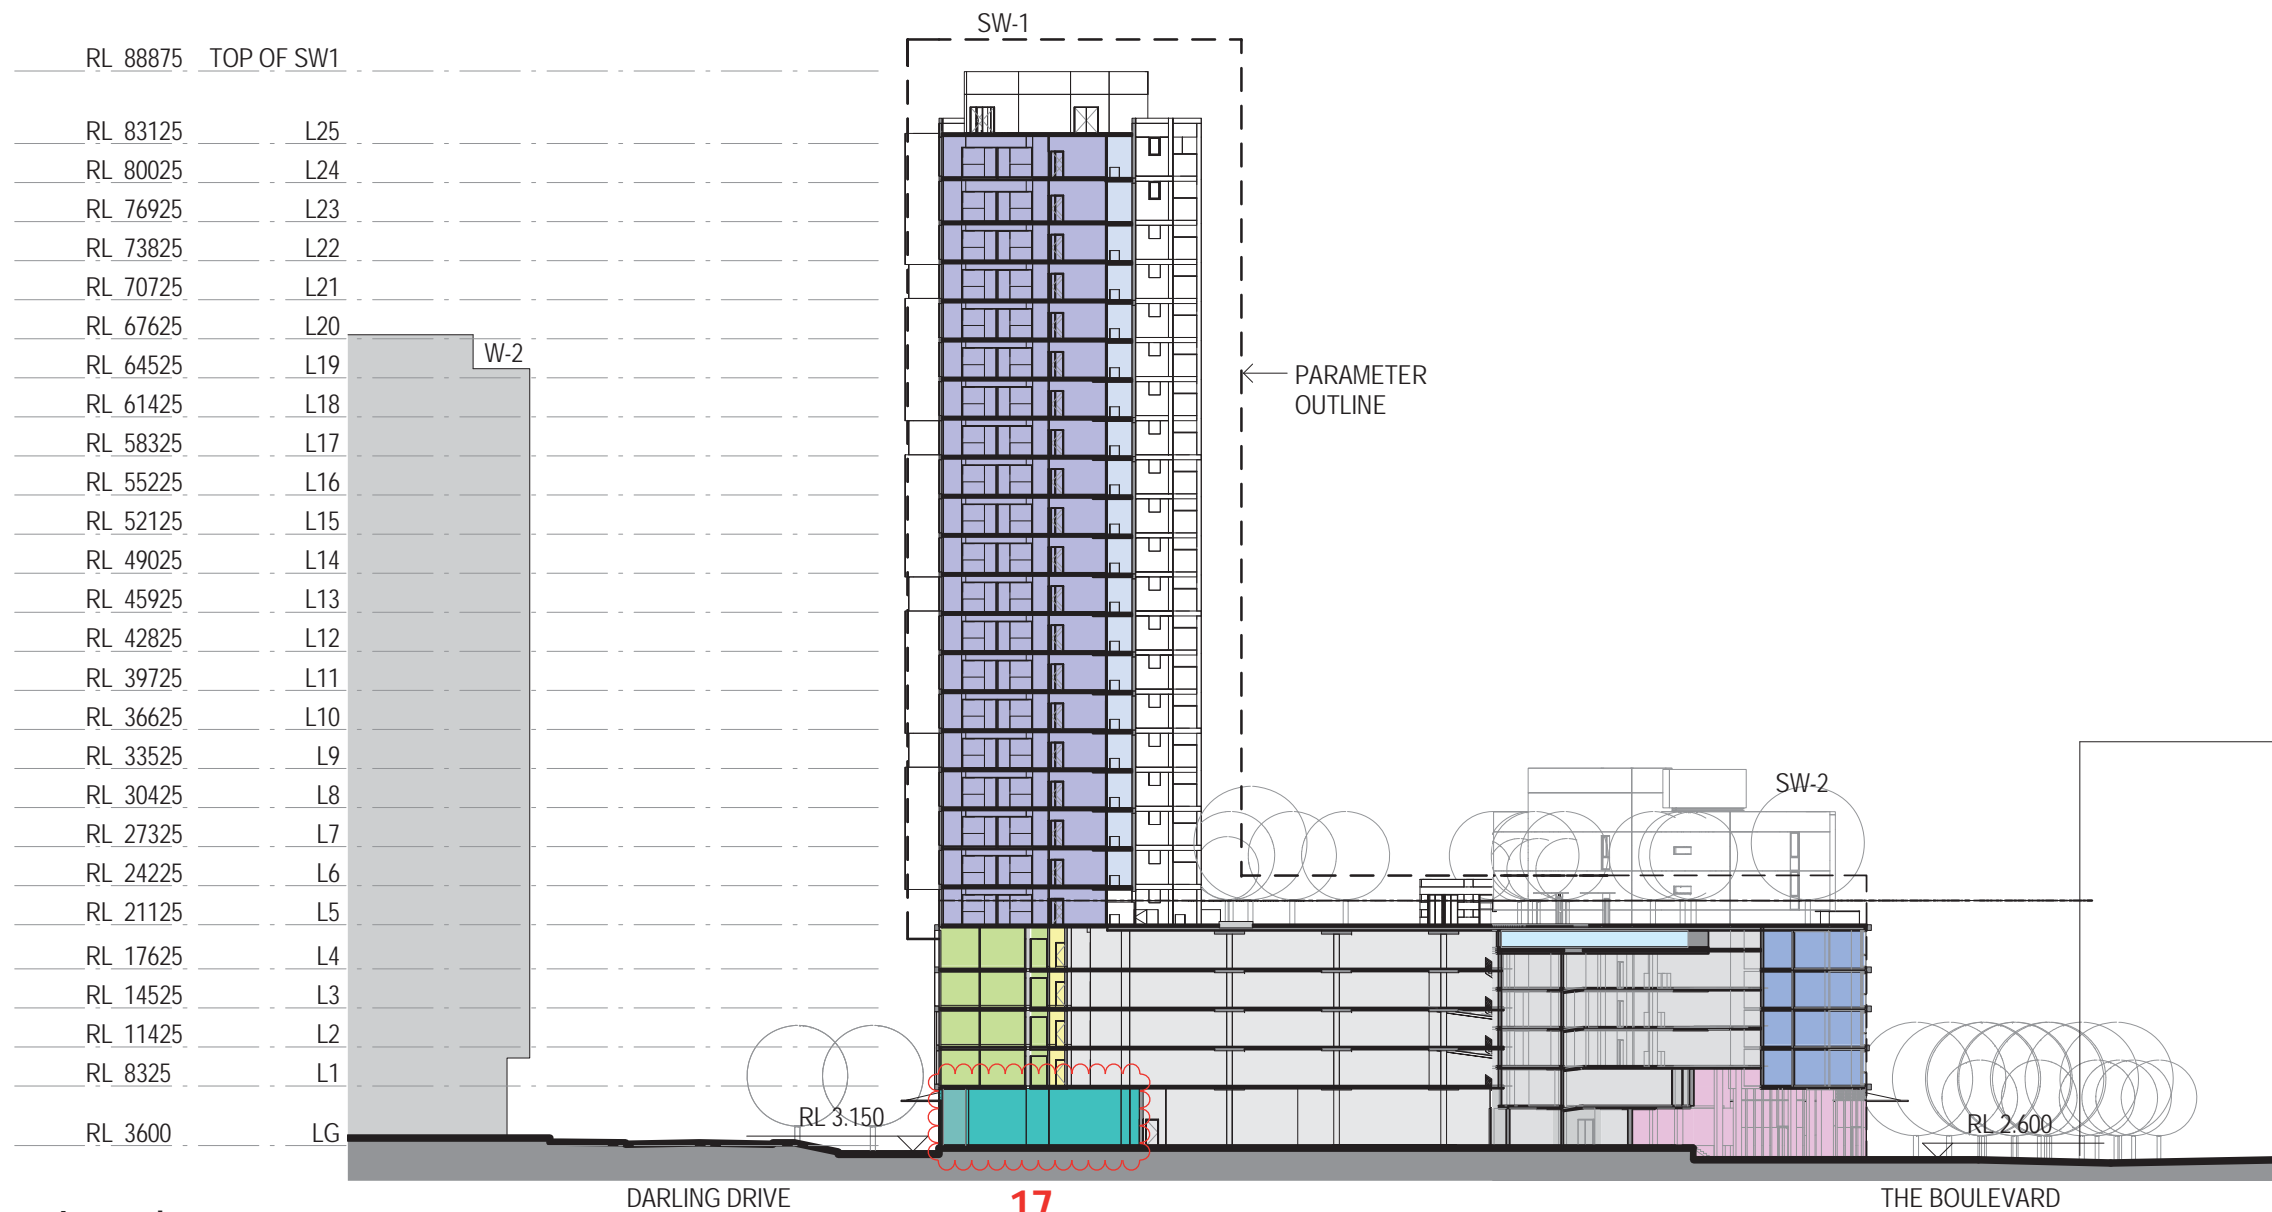 SW-1
RL 88875 TOP OF SW1
RL 83125 L25
RL 80025 L24
RL 76925 L23
RL 73825 L22
RL 70725 L21
RL 67625 L20
W-2
RL 64525 L19
PARAMETER
OUTLINE
RL 61425 L18
RL 58325 L17
RL 55225 L16
RL 52125 L15
RL 49025 L14
RL 45925 L13
RL 42825 L12
RL 39725 L11
RL 36625 L10
RL 33525 L9
SW-2
RL 30425 L8
RL 27325 L7
RL 24225 L6
RL 21125 L5
RL 17625 L4
RL 14525 L3
RL 11425 L2
RL 8325 L1
RL 3.150
RL 2.600
RL 3600 LG
DARLING DRIVE
17
THE BOULEVARD